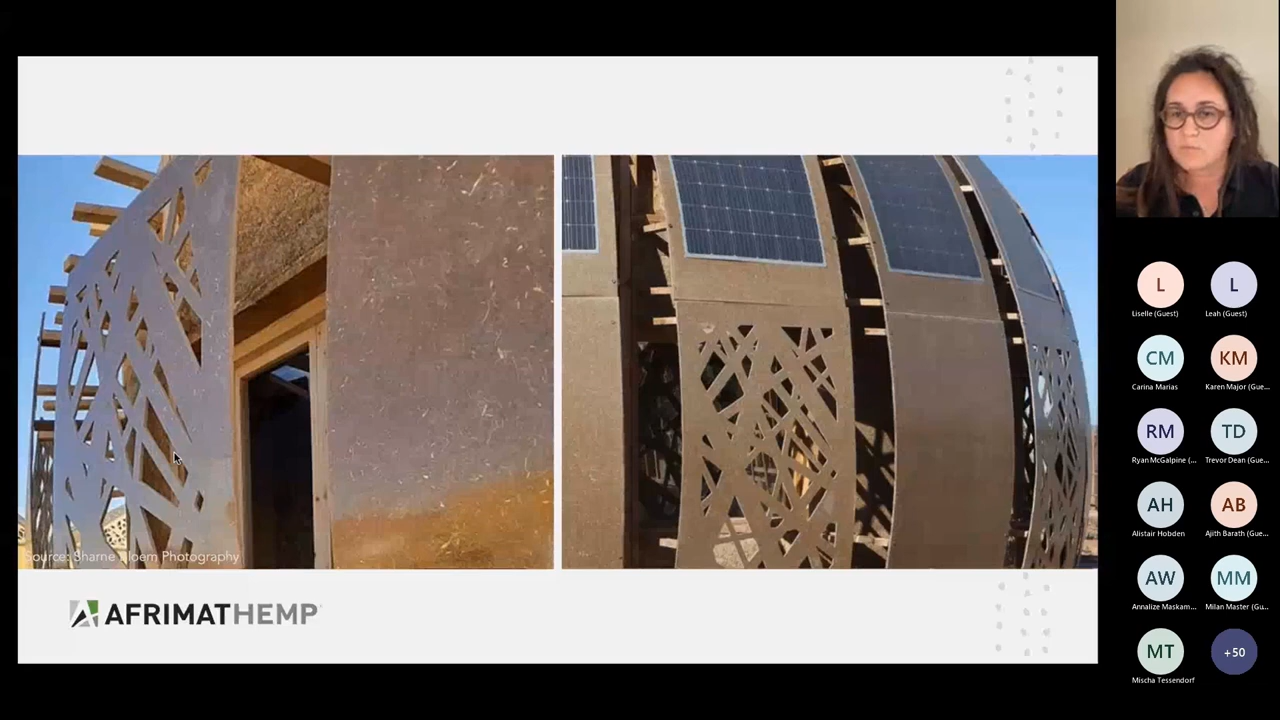 Source: Sharné Bloem Photography
AFRIMATHEMP
L
Liselle (Guest)
L
Leah (Guest)
CM
Carina Marias
KM
Karen Major (Gue...
RM
Ryan McGalpine (...
TD
Trevor Dean (Gue...
AH
Alistair Hobden
AB
Ajith Barath (Gue...
AW
Annalize Maskam...
MM
Milan Master (Gu...
MT
Mischa Tessendorf
+50